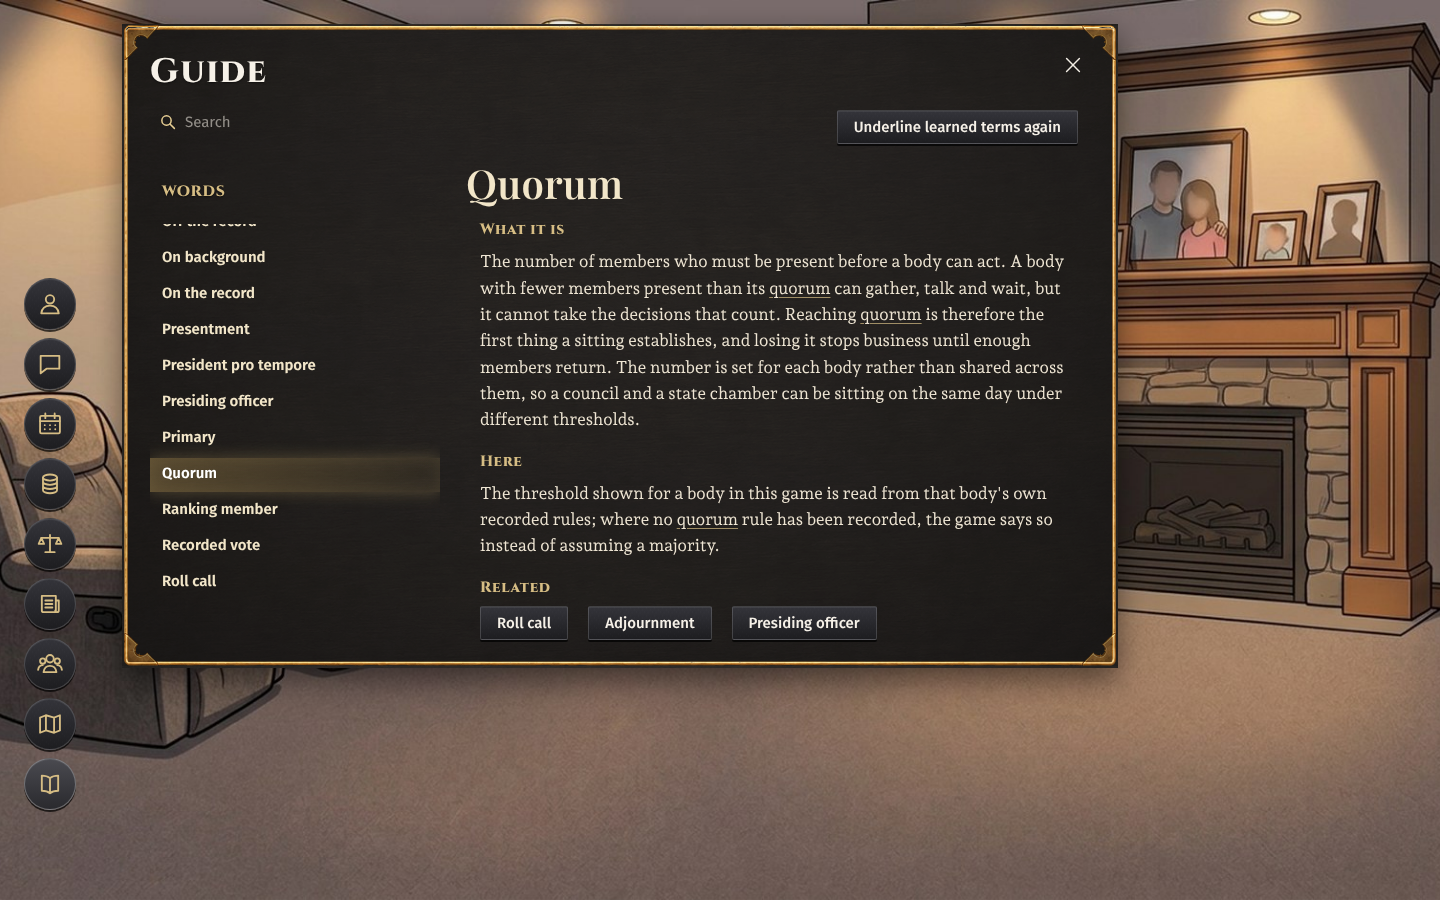 Guide
Search
Underline learned terms again
Words
Off the record
On background
On the record
Presentment
President pro tempore
Presiding officer
Primary
Quorum
Ranking member
Recorded vote
Roll call
Quorum
What it is
The number of members who must be present before a body can act. A body
with fewer members present than its quorum can gather, talk and wait, but
it cannot take the decisions that count. Reaching quorum is therefore the
first thing a sitting establishes, and losing it stops business until enough
members return. The number is set for each body rather than shared across
them, so a council and a state chamber can be sitting on the same day under
different thresholds.
Here
The threshold shown for a body in this game is read from that body's own
recorded rules; where no quorum rule has been recorded, the game says so
instead of assuming a majority.
Related
Roll call
Adjournment
Presiding officer